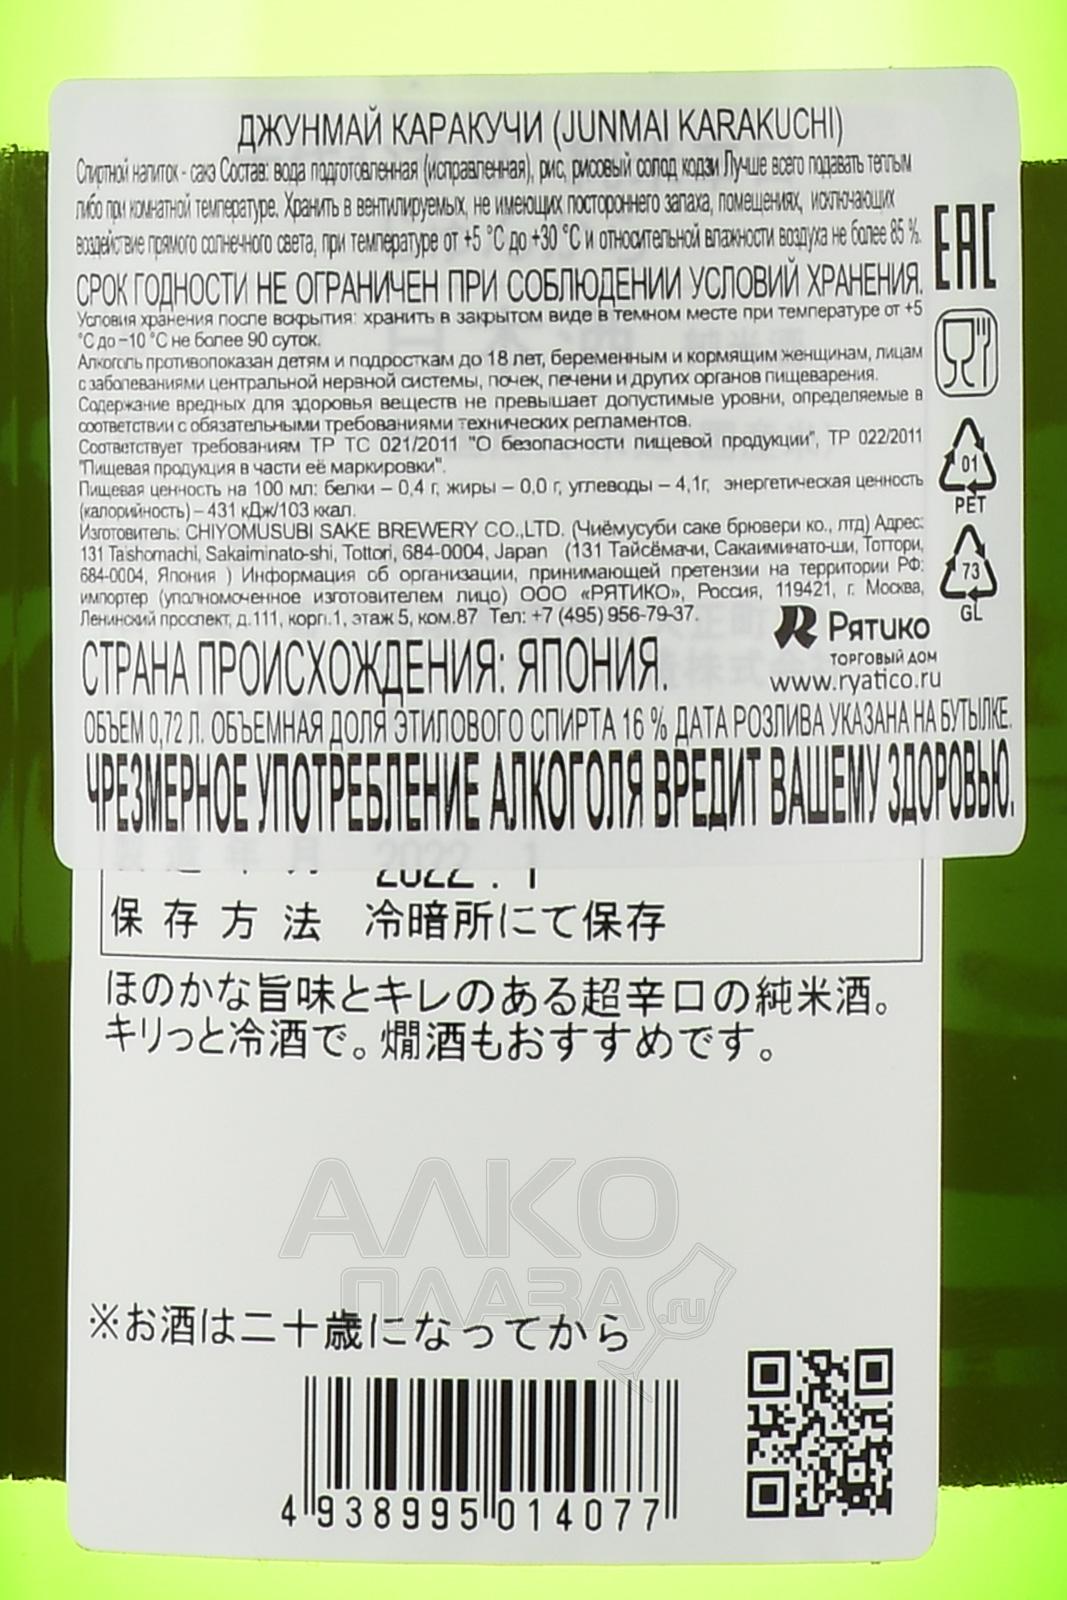 ДЖУНМАЙ КАРАКУЧИ (JUNMAI KARAKUCHI)
Спиртной напиток - сакэ Состав: вода подготовленная (исправленная), рис, рисовый солод кодзи Лучше всего подавать теплым
либо при комнатной температуре. Хранить в вентилируемых, не имеющих постороннего запаха, помещениях, исключающих
воздействие прямого солнечного света, при температуре от +5 °C до +30 °C и относительной влажности воздуха не более 85 %.
СРОК ГОДНОСТИ НЕ ОГРАНИЧЕН ПРИ СОБЛЮДЕНИИ УСЛОВИЙ ХРАНЕНИЯ.
Условия хранения после вскрытия: хранить в закрытом виде в темном месте при температуре от +5
°C до –10 °C не более 90 суток.
Алкоголь противопоказан детям и подросткам до 18 лет, беременным и кормящим женщинам, лицам
с заболеваниями центральной нервной системы, почек, печени и других органов пищеварения.
Содержание вредных для здоровья веществ не превышает допустимые уровни, определяемые в
соответствии с обязательными требованиями технических регламентов.
Соответствует требованиям ТР ТС 021/2011 "О безопасности пищевой продукции", ТР 022/2011
"Пищевая продукция в части её маркировки".
Пищевая ценность на 100 мл: белки – 0,4 г, жиры – 0,0 г, углеводы – 4,1г, энергетическая ценность
(калорийность) – 431 кДж/103 ккал.
Изготовитель: CHIYOMUSUBI SAKE BREWERY CO.,LTD. (Чиёмусуби саке брювери ко., лтд) Адрес:
131 Taishomachi, Sakaiminato-shi, Tottori, 684-0004, Japan (131 Тайсёмачи, Сакаиминато-ши, Тоттори,
684-0004, Япония ) Информация об организации, принимающей претензии на территории РФ:
импортер (уполномоченное изготовителем лицо) ООО «РЯТИКО», Россия, 119421, г. Москва,
Ленинский проспект, д.111, корп.1, этаж 5, ком.87 Тел: +7 (495) 956-79-37.
EAC
01
PET
73
GL
Рятико
ТОРГОВЫЙ ДОМ
www.ryatico.ru
СТРАНА ПРОИСХОЖДЕНИЯ: ЯПОНИЯ.
ОБЪЕМ 0,72 Л. ОБЪЕМНАЯ ДОЛЯ ЭТИЛОВОГО СПИРТА 16 % ДАТА РОЗЛИВА УКАЗАНА НА БУТЫЛКЕ.
ЧРЕЗМЕРНОЕ УПОТРЕБЛЕНИЕ АЛКОГОЛЯ ВРЕДИТ ВАШЕМУ ЗДОРОВЬЮ.
製造年月 2022.1
保存方法 冷暗所にて保存
ほのかな旨味とキレのある超辛口の純米酒。
キリっと冷酒で。燗酒もおすすめです。
АЛКО
ПЛАЗА.ru
※お酒は二十歳になってから
4938995014077